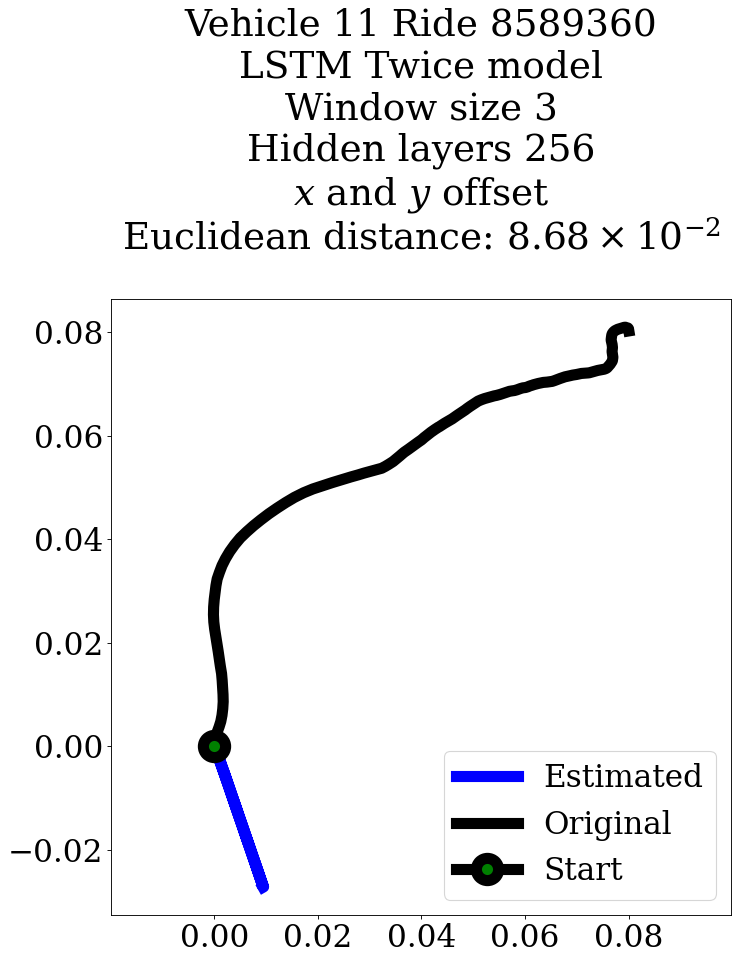 Vehicle 11 Ride 8589360
LSTM Twice model
Window size 3
Hidden layers 256
x and y offset
Euclidean distance: 8.68 × 10⁻²
0.08
0.06
0.04
0.02
0.00
−0.02
Estimated
Original
Start
0.00 0.02 0.04 0.06 0.08